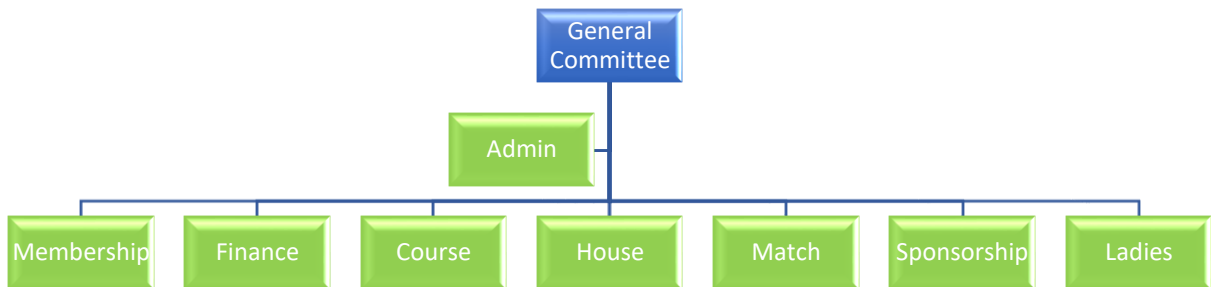 General
Committee
Admin
Membership
Finance
Course
House
Match
Sponsorship
Ladies